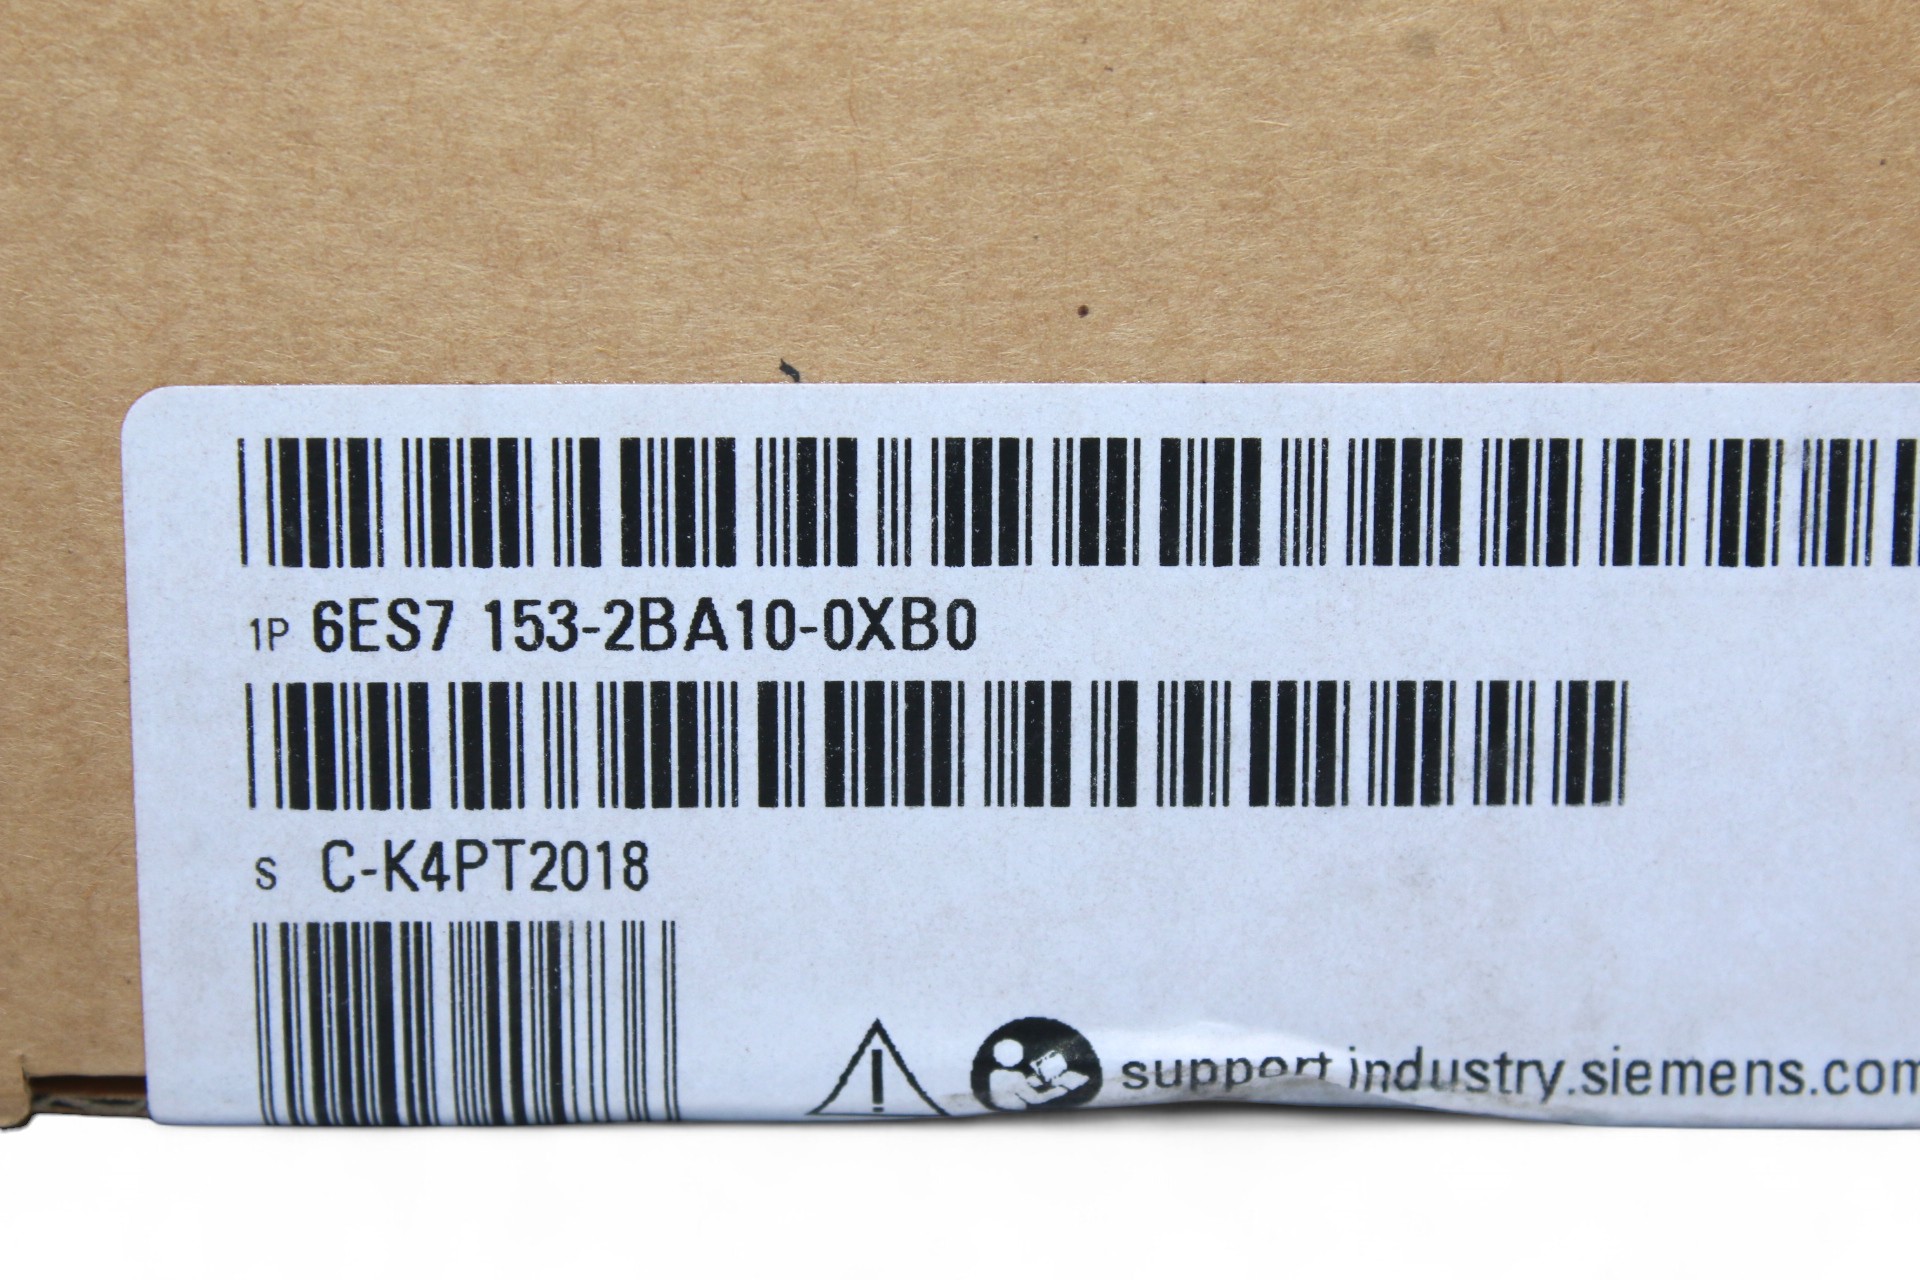 1P 6ES7 153-2BA10-0XB0
S C-K4PT2018
support.industry.siemens.com